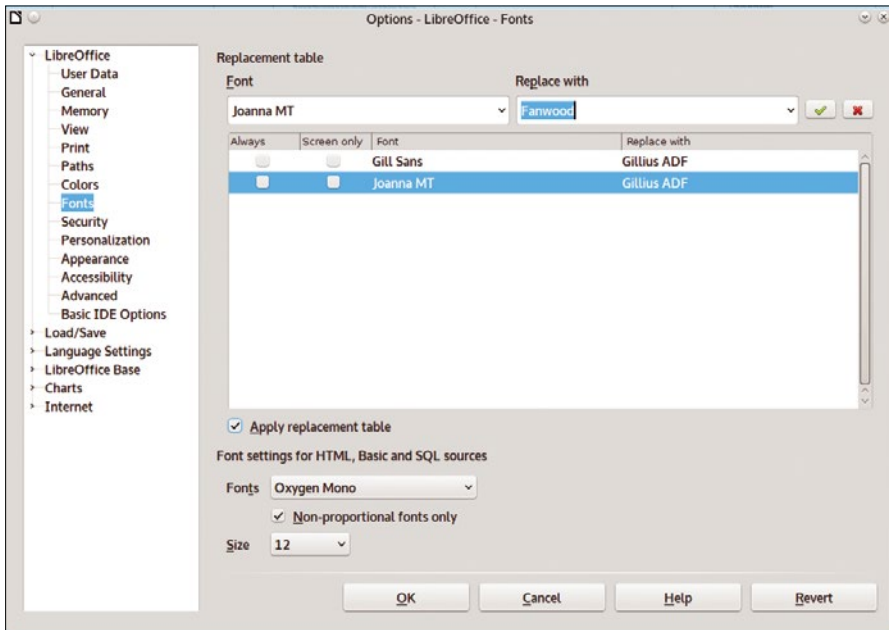 Options - LibreOffice - Fonts
LibreOffice
User Data
General
Memory
View
Print
Paths
Colors
Fonts
Security
Personalization
Appearance
Accessibility
Advanced
Basic IDE Options
Load/Save
Language Settings
LibreOffice Base
Charts
Internet
Replacement table
Font Replace with
Joanna MT Fanwood
Always Screen only Font Replace with
Gill Sans Gillius ADF
Joanna MT Gillius ADF
Apply replacement table
Font settings for HTML, Basic and SQL sources
Fonts Oxygen Mono
Non-proportional fonts only
Size 12
OK Cancel Help Revert